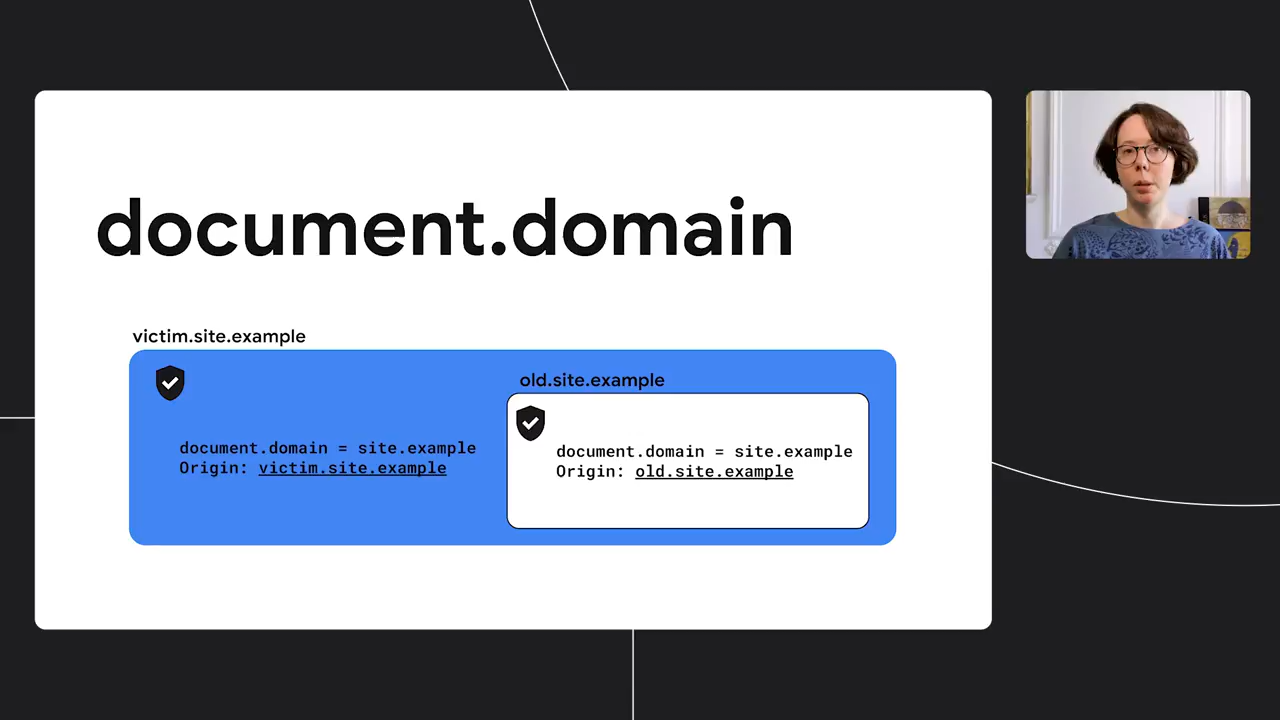 document.domain
victim.site.example
old.site.example
document.domain = site.example
Origin: victim.site.example
document.domain = site.example
Origin: old.site.example